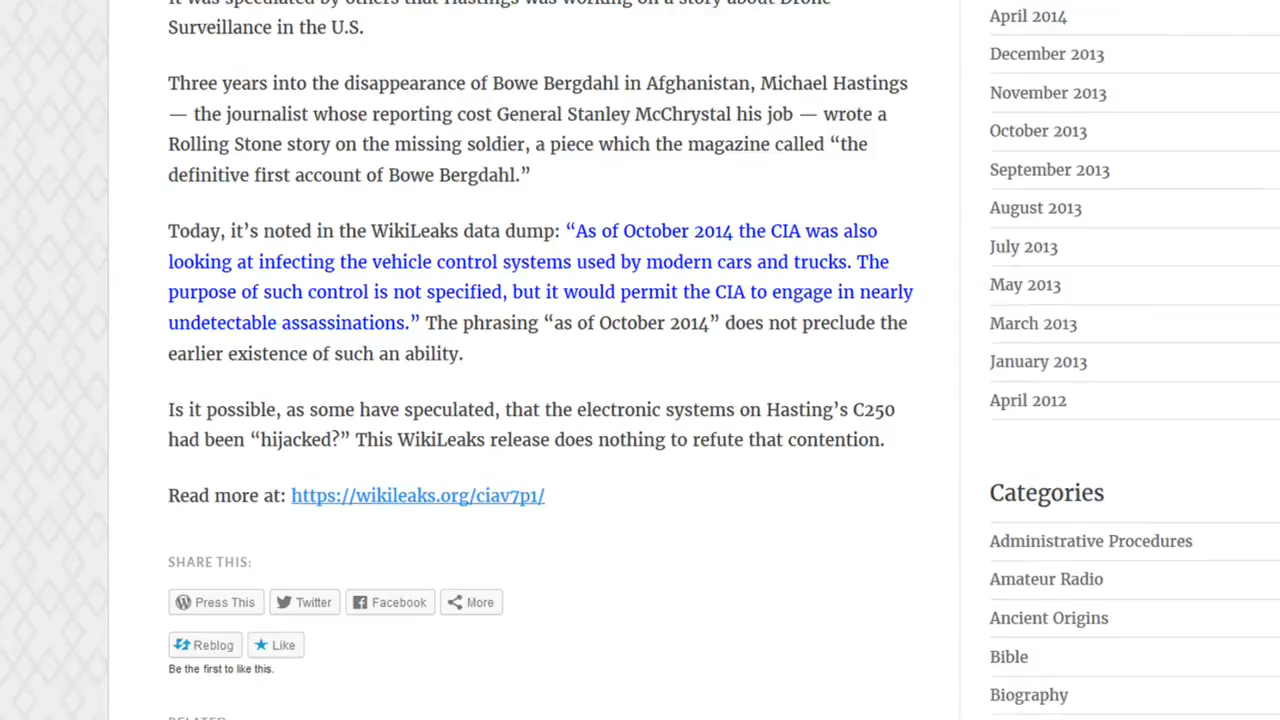 It was speculated by others that Hastings was working on a story about Drone
Surveillance in the U.S.
Three years into the disappearance of Bowe Bergdahl in Afghanistan, Michael Hastings
— the journalist whose reporting cost General Stanley McChrystal his job — wrote a
Rolling Stone story on the missing soldier, a piece which the magazine called “the
definitive first account of Bowe Bergdahl.”
Today, it’s noted in the WikiLeaks data dump: “As of October 2014 the CIA was also
looking at infecting the vehicle control systems used by modern cars and trucks. The
purpose of such control is not specified, but it would permit the CIA to engage in nearly
undetectable assassinations.” The phrasing “as of October 2014” does not preclude the
earlier existence of such an ability.
Is it possible, as some have speculated, that the electronic systems on Hasting’s C250
had been “hijacked?” This WikiLeaks release does nothing to refute that contention.
Read more at: https://wikileaks.org/ciav7p1/
SHARE THIS:
Press This
Twitter
Facebook
More
Reblog
Like
Be the first to like this.
RELATED
April 2014
December 2013
November 2013
October 2013
September 2013
August 2013
July 2013
May 2013
March 2013
January 2013
April 2012
Categories
Administrative Procedures
Amateur Radio
Ancient Origins
Bible
Biography